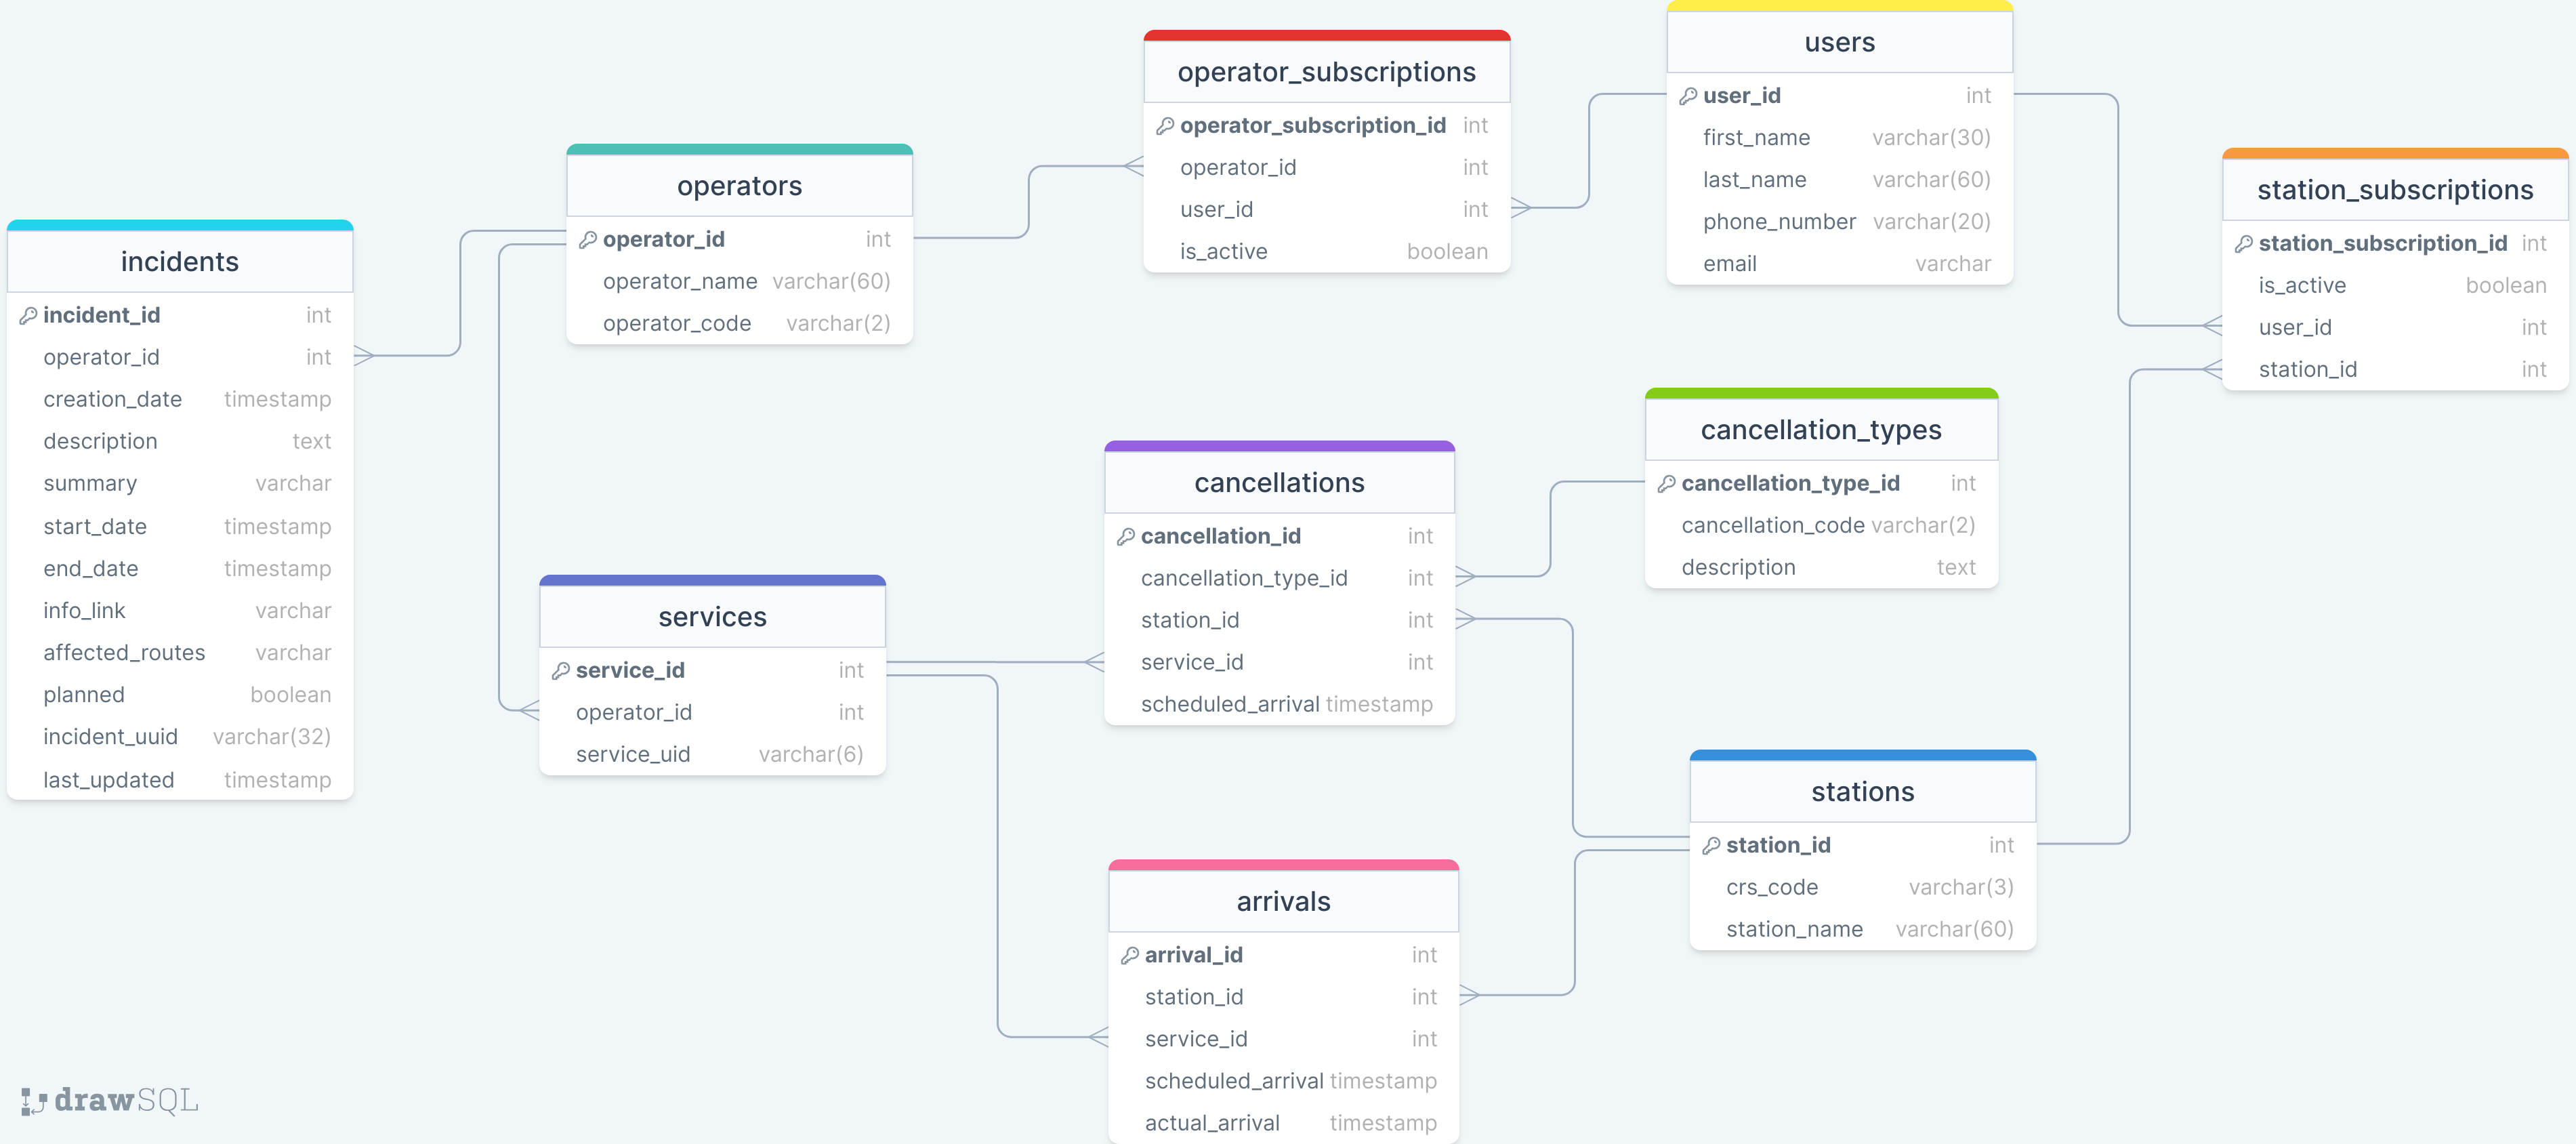 incidents
incident_id int
operator_id int
creation_date timestamp
description text
summary varchar
start_date timestamp
end_date timestamp
info_link varchar
affected_routes varchar
planned boolean
incident_uuid varchar(32)
last_updated timestamp
operators
operator_id int
operator_name varchar(60)
operator_code varchar(2)
services
service_id int
operator_id int
service_uid varchar(6)
operator_subscriptions
operator_subscription_id int
operator_id int
user_id int
is_active boolean
cancellations
cancellation_id int
cancellation_type_id int
station_id int
service_id int
scheduled_arrival timestamp
arrivals
arrival_id int
station_id int
service_id int
scheduled_arrival timestamp
actual_arrival timestamp
users
user_id int
first_name varchar(30)
last_name varchar(60)
phone_number varchar(20)
email varchar
cancellation_types
cancellation_type_id int
cancellation_code varchar(2)
description text
stations
station_id int
crs_code varchar(3)
station_name varchar(60)
station_subscriptions
station_subscription_id int
is_active boolean
user_id int
station_id int
drawSQL